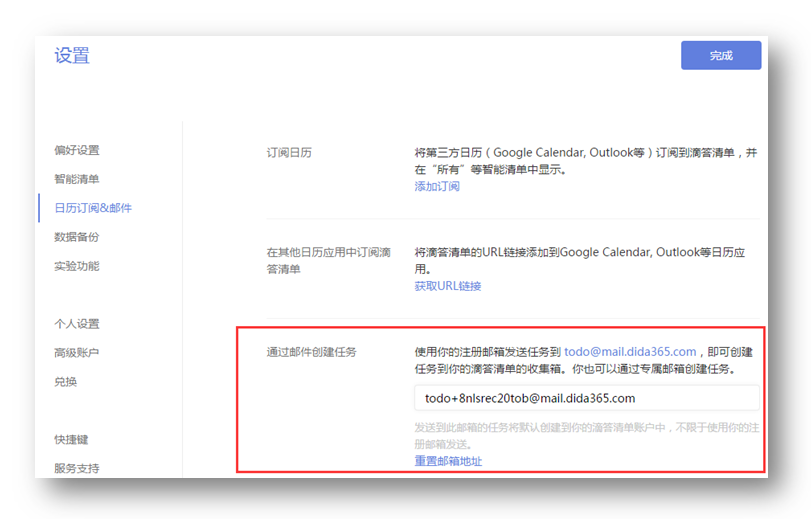 设置
完成
偏好设置
智能清单
日历订阅&邮件
数据备份
实验功能
个人设置
高级账户
兑换
快捷键
服务支持
订阅日历
将第三方日历（Google Calendar, Outlook等）订阅到滴答清单，并
在“所有”等智能清单中显示。
添加订阅
在其他日历应用中订阅滴
答清单
将滴答清单的URL链接添加到Google Calendar, Outlook等日历应
用。
获取URL链接
通过邮件创建任务
使用你的注册邮箱发送任务到 todo@mail.dida365.com，即可创建
任务到你的滴答清单的收集箱。你也可以通过专属邮箱创建任务。
todo+8nlsrec20tob@mail.dida365.com
发送到此邮箱的任务将默认创建到你的滴答清单账户中，不限于使用你的注
册邮箱发送。
重置邮箱地址